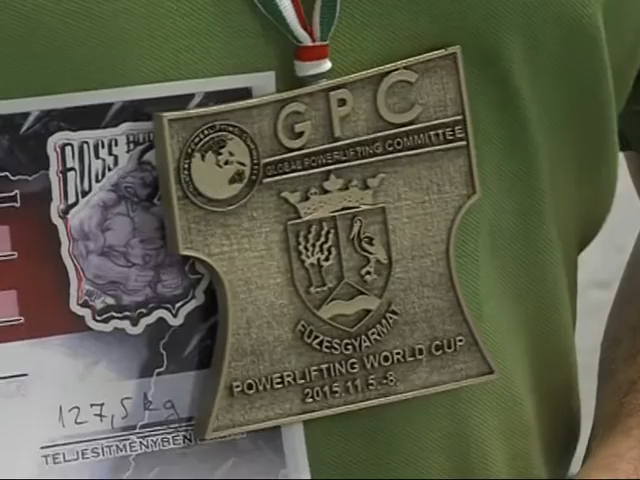 GPC
GLOBAL POWERLIFTING COMMITTEE
GLOBAL POWERLIFTING COMMITTEE
BOSS
FÜZESGYARMAT
POWERLIFTING WORLD CUP
2015.11.5.-8.
127,5 kg
TELJESÍTMÉNYBEN